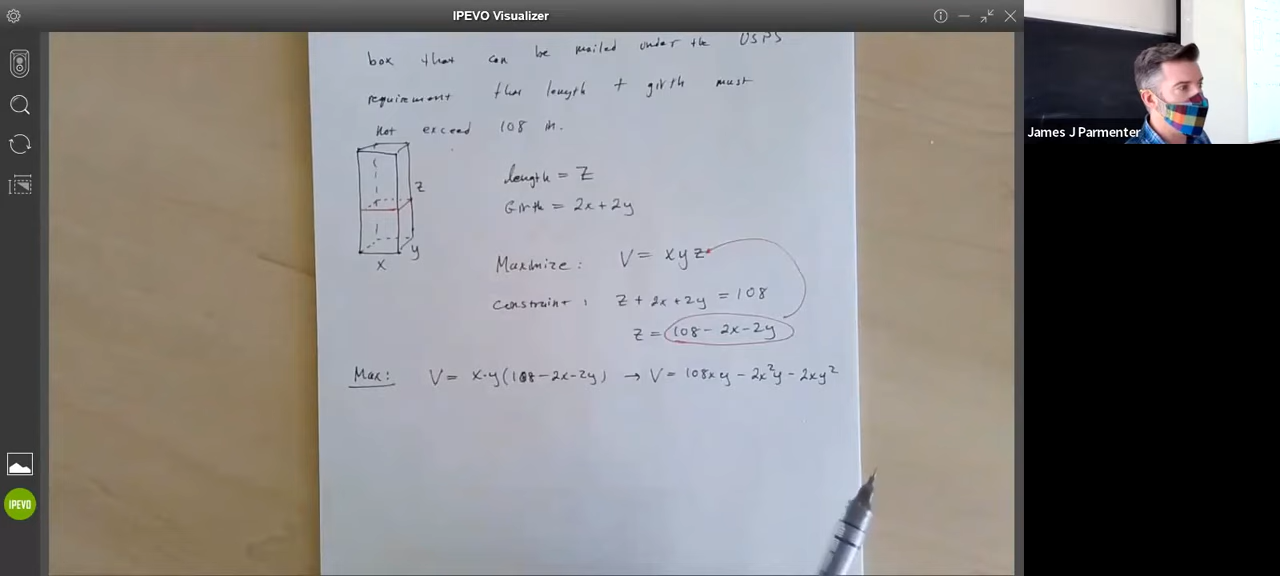 IPEVO Visualizer
James J Parmenter
box that can be mailed under the USPS
requirement that length + girth must
not exceed 108 in.
z
y
x
length = Z
Girth = 2x + 2y
Maximize: V = x y z
Constraint: Z + 2x + 2y = 108
Z = 108 - 2x - 2y
Max: V = x·y(108 - 2x - 2y) → V = 108xy - 2x²y - 2xy²
IPEVO